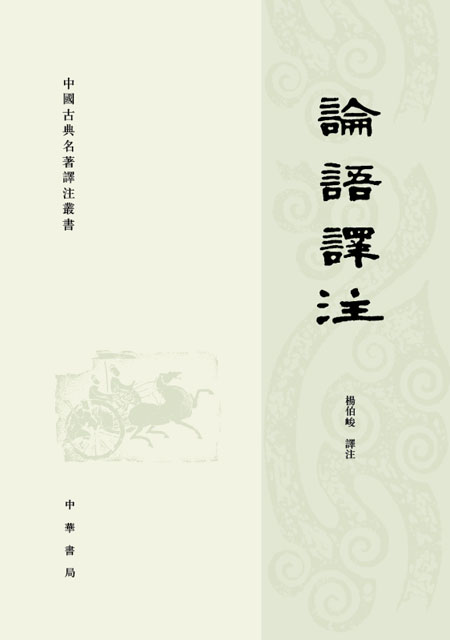 論語譯注
楊伯峻 譯注
中國古典名著譯注叢書
中華書局